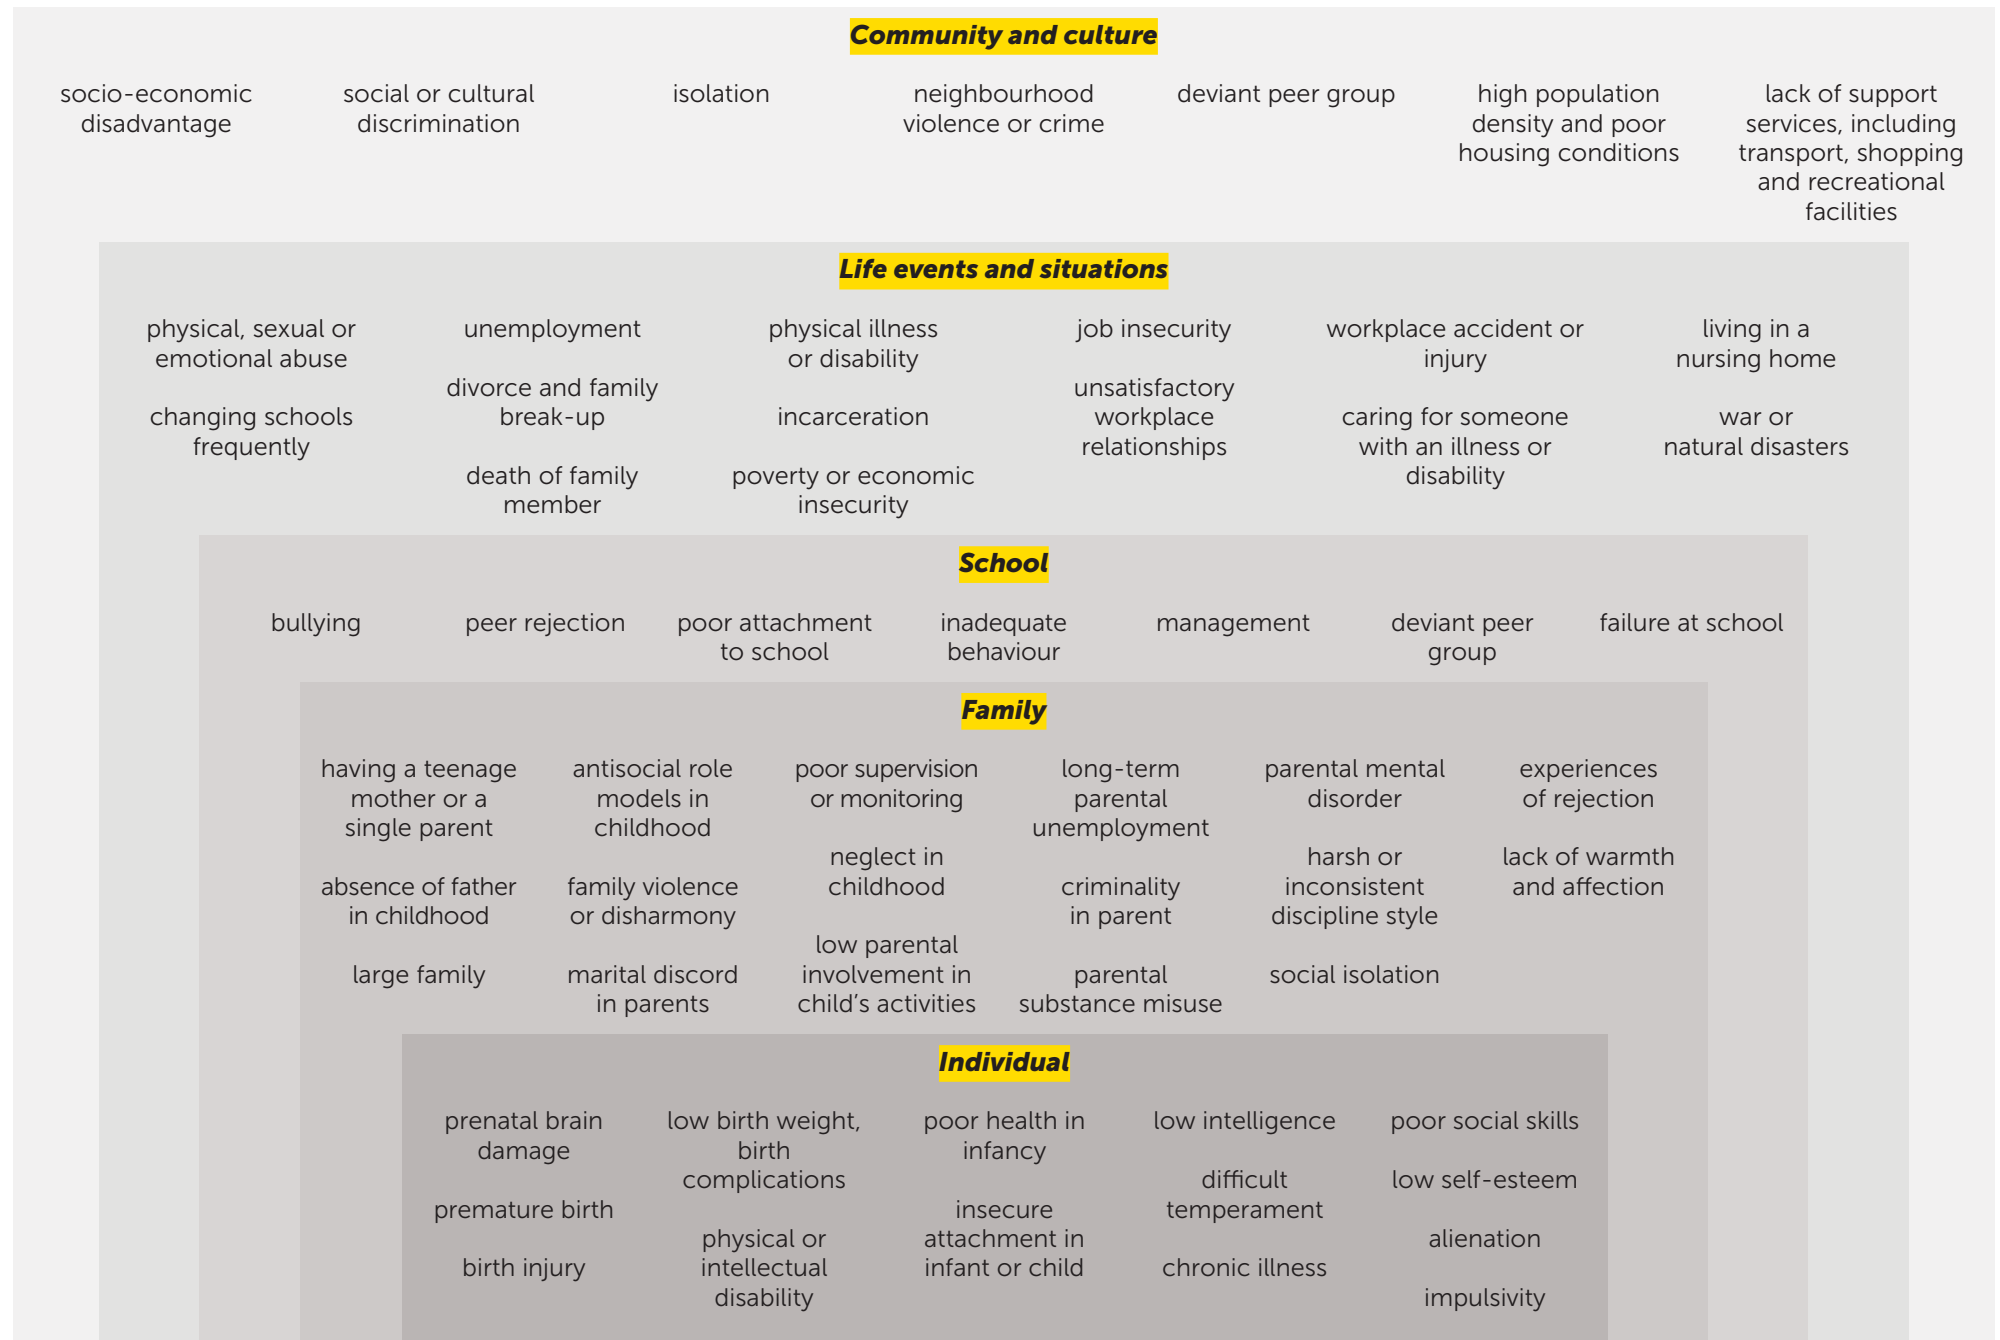 Community and culture
socio-economic
disadvantage
social or cultural
discrimination
isolation
neighbourhood
violence or crime
deviant peer group
high population
density and poor
housing conditions
lack of support
services, including
transport, shopping
and recreational
facilities
Life events and situations
physical, sexual or
emotional abuse
changing schools
frequently
unemployment
divorce and family
break-up
death of family
member
physical illness
or disability
incarceration
poverty or economic
insecurity
job insecurity
unsatisfactory
workplace
relationships
workplace accident or
injury
caring for someone
with an illness or
disability
living in a
nursing home
war or
natural disasters
School
bullying
peer rejection
poor attachment
to school
inadequate
behaviour
management
deviant peer
group
failure at school
Family
having a teenage
mother or a
single parent
absence of father
in childhood
large family
antisocial role
models in
childhood
family violence
or disharmony
marital discord
in parents
poor supervision
or monitoring
neglect in
childhood
low parental
involvement in
child’s activities
long-term
parental
unemployment
criminality
in parent
parental
substance misuse
parental mental
disorder
harsh or
inconsistent
discipline style
social isolation
experiences
of rejection
lack of warmth
and affection
Individual
prenatal brain
damage
premature birth
birth injury
low birth weight,
birth
complications
physical or
intellectual
disability
poor health in
infancy
insecure
attachment in
infant or child
low intelligence
difficult
temperament
chronic illness
poor social skills
low self-esteem
alienation
impulsivity